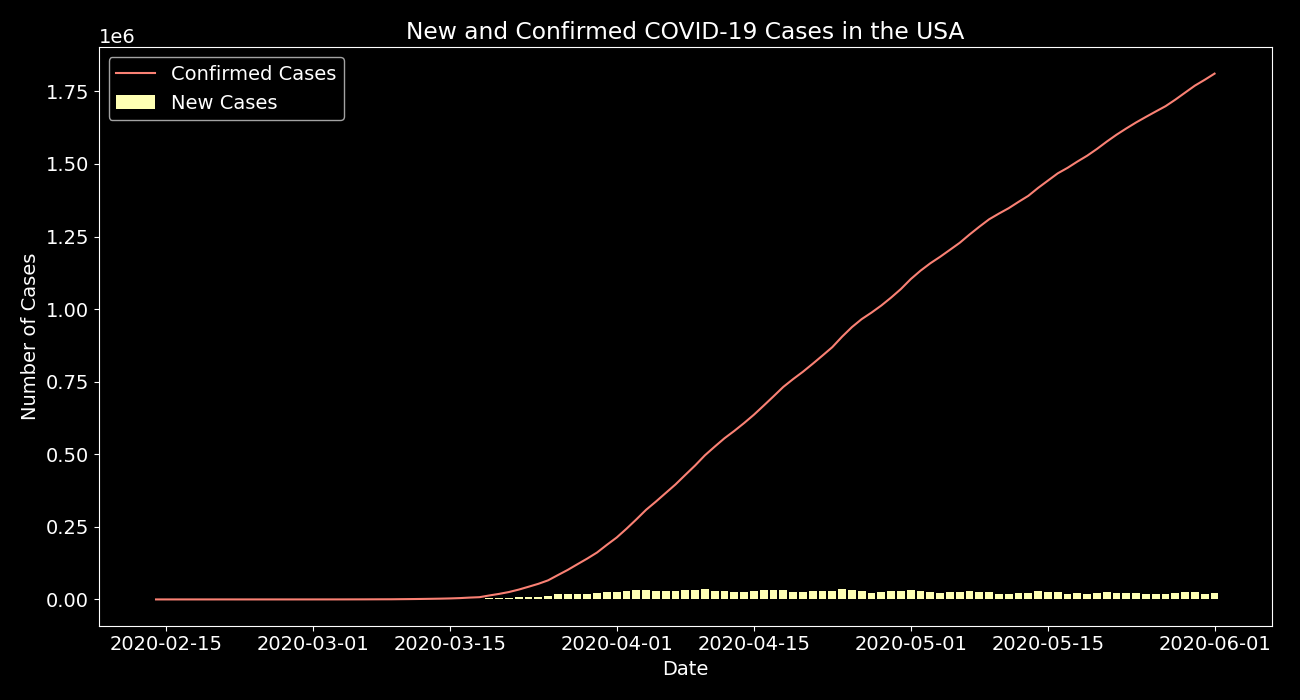 New and Confirmed COVID-19 Cases in the USA
1e6
Confirmed Cases
New Cases
1.75
1.50
1.25
1.00
0.75
0.50
0.25
0.00
Number of Cases
2020-02-15 2020-03-01 2020-03-15 2020-04-01 2020-04-15 2020-05-01 2020-05-15 2020-06-01
Date